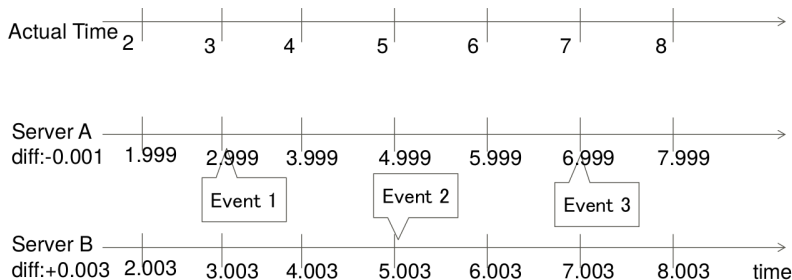 Actual Time 2 3 4 5 6 7 8
Server A
diff:-0.001 1.999 2.999 3.999 4.999 5.999 6.999 7.999
Event 1 Event 2 Event 3
Server B
diff:+0.003 2.003 3.003 4.003 5.003 6.003 7.003 8.003 time